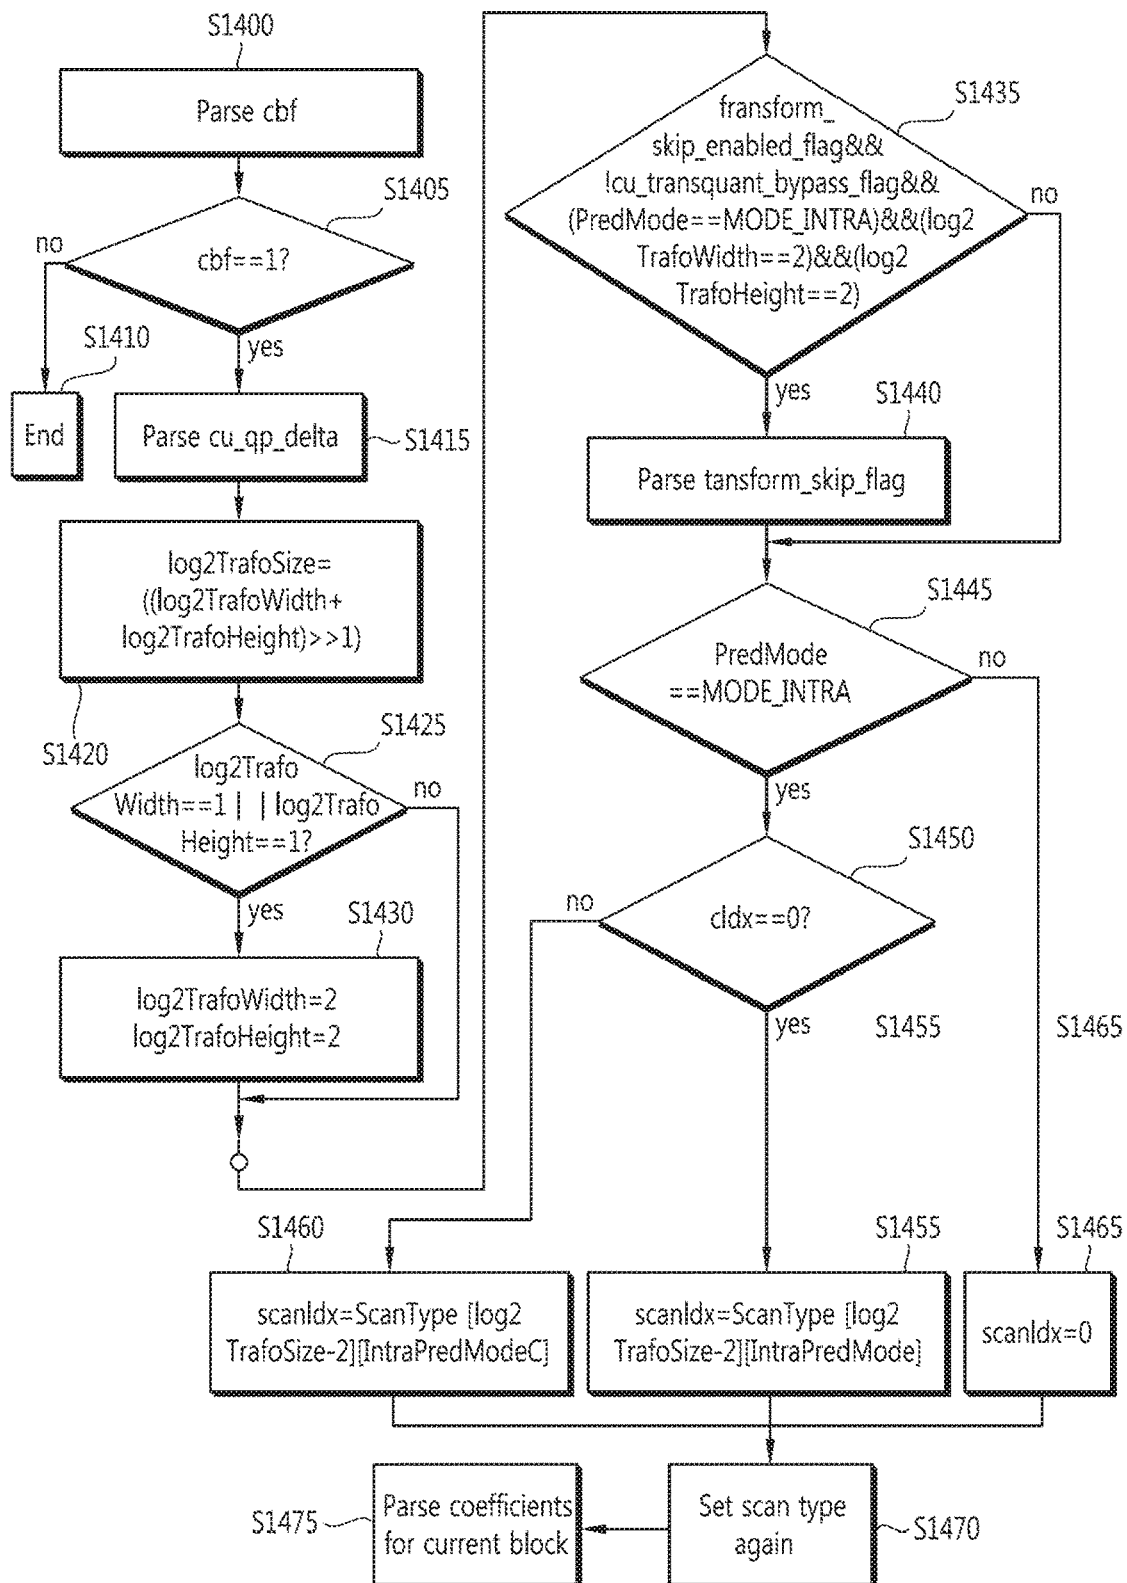 S1400
Parse cbf
S1405
no
cbf==1?
yes
S1410
End
Parse cu_qp_delta
S1415
log2TrafoSize=
((log2TrafoWidth+
log2TrafoHeight)>>1)
S1420
S1425
log2Trafo
Width==1 | | log2Trafo
Height==1?
no
yes
S1430
log2TrafoWidth=2
log2TrafoHeight=2
S1435
fransform_
skip_enabled_flag&&
!cu_transquant_bypass_flag&&
(PredMode==MODE_INTRA)&&(log2
TrafoWidth==2)&&(log2
TrafoHeight==2)
no
yes
S1440
Parse tansform_skip_flag
S1445
PredMode
==MODE_INTRA
no
yes
S1450
no
cIdx==0?
yes
S1455
S1465
S1460
scanIdx=ScanType [log2
TrafoSize-2][IntraPredModeC]
S1455
scanIdx=ScanType [log2
TrafoSize-2][IntraPredMode]
S1465
scanIdx=0
S1475
Parse coefficients
for current block
Set scan type
again
S1470